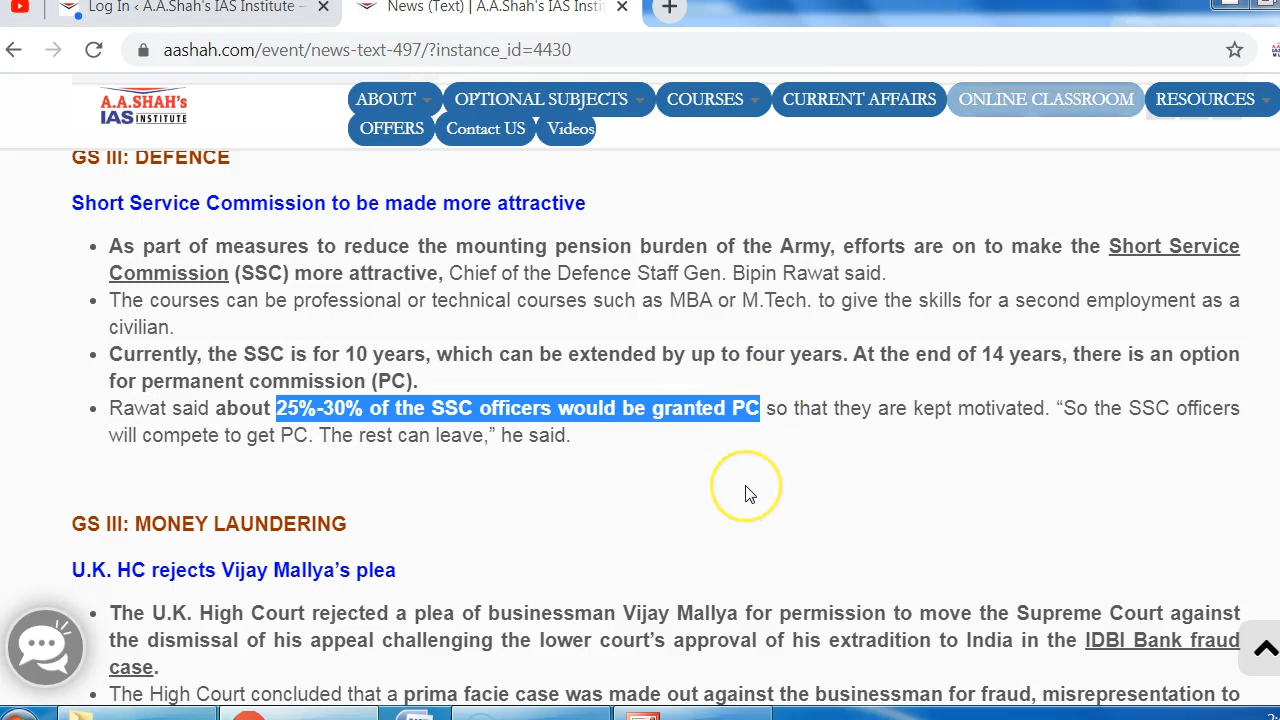 Log In ‹ A.A.Shah's IAS Institute –
News (Text) | A.A.Shah's IAS Insti
aashah.com/event/news-text-497/?instance_id=4430
A.A.SHAH's
IAS INSTITUTE
ABOUT OPTIONAL SUBJECTS COURSES CURRENT AFFAIRS ONLINE CLASSROOM RESOURCES
OFFERS Contact US Videos
GS III: DEFENCE
Short Service Commission to be made more attractive
• As part of measures to reduce the mounting pension burden of the Army, efforts are on to make the Short Service
Commission (SSC) more attractive, Chief of the Defence Staff Gen. Bipin Rawat said.
• The courses can be professional or technical courses such as MBA or M.Tech. to give the skills for a second employment as a
civilian.
• Currently, the SSC is for 10 years, which can be extended by up to four years. At the end of 14 years, there is an option
for permanent commission (PC).
• Rawat said about 25%-30% of the SSC officers would be granted PC so that they are kept motivated. “So the SSC officers
will compete to get PC. The rest can leave,” he said.
GS III: MONEY LAUNDERING
U.K. HC rejects Vijay Mallya’s plea
• The U.K. High Court rejected a plea of businessman Vijay Mallya for permission to move the Supreme Court against
the dismissal of his appeal challenging the lower court’s approval of his extradition to India in the IDBI Bank fraud
case.
• The High Court concluded that a prima facie case was made out against the businessman for fraud, misrepresentation to